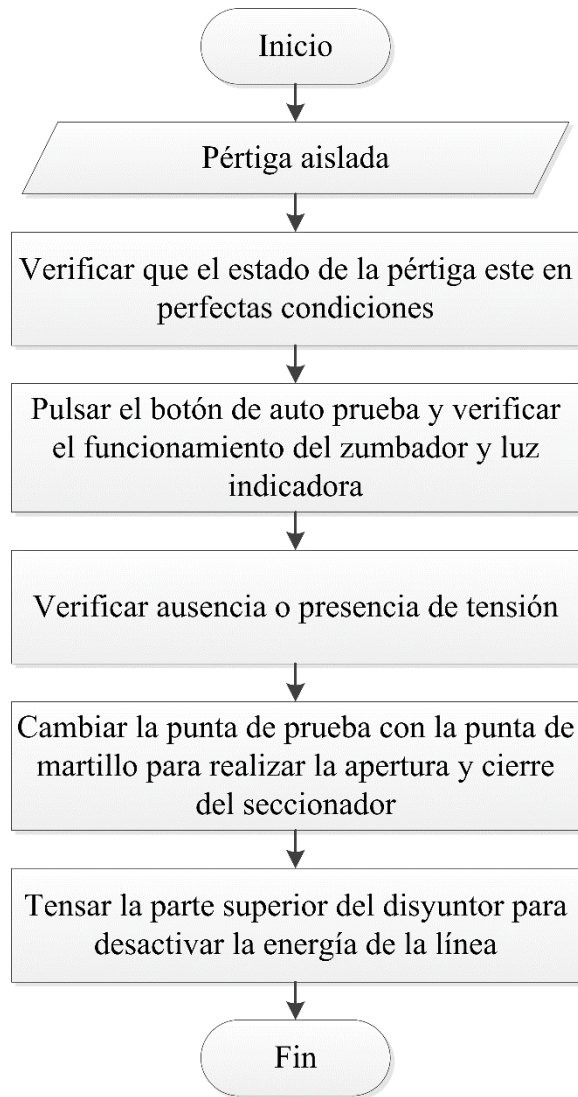 Inicio
Pértiga aislada
Verificar que el estado de la pértiga este en
perfectas condiciones
Pulsar el botón de auto prueba y verificar
el funcionamiento del zumbador y luz
indicadora
Verificar ausencia o presencia de tensión
Cambiar la punta de prueba con la punta de
martillo para realizar la apertura y cierre
del seccionador
Tensar la parte superior del disyuntor para
desactivar la energía de la línea
Fin